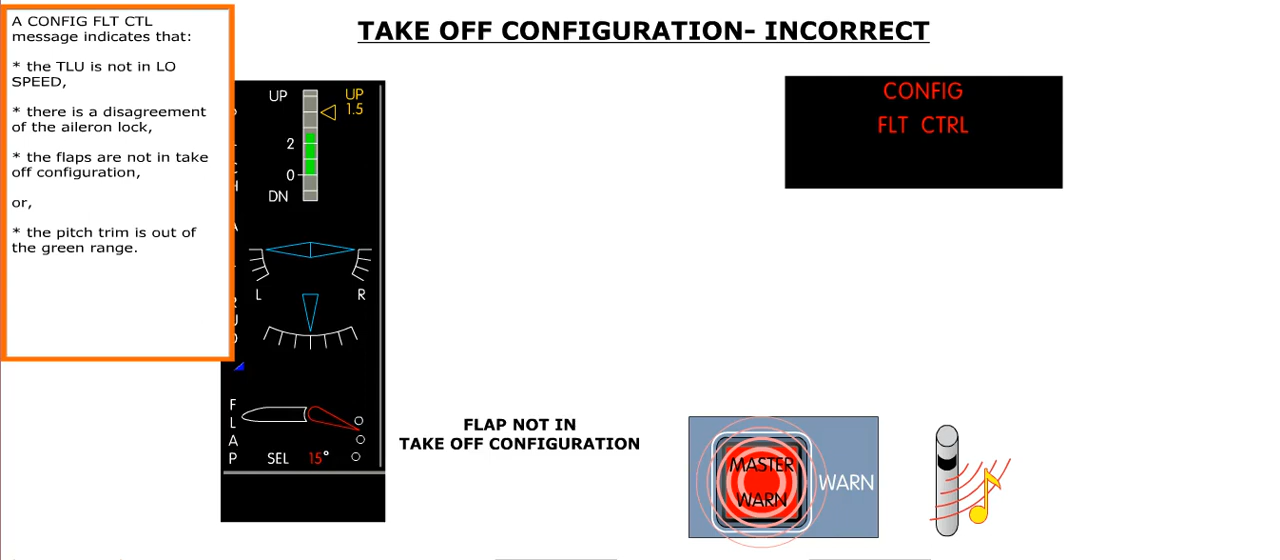 TAKE OFF CONFIGURATION- INCORRECT
A CONFIG FLT CTL
message indicates that:
* the TLU is not in LO
SPEED,
* there is a disagreement
of the aileron lock,
* the flaps are not in take
off configuration,
or,
* the pitch trim is out of
the green range.
UP
UP
1.5
2
0
DN
L
R
F
L
A
P
SEL 15°
CONFIG
FLT CTRL
FLAP NOT IN
TAKE OFF CONFIGURATION
MASTER
WARN
WARN